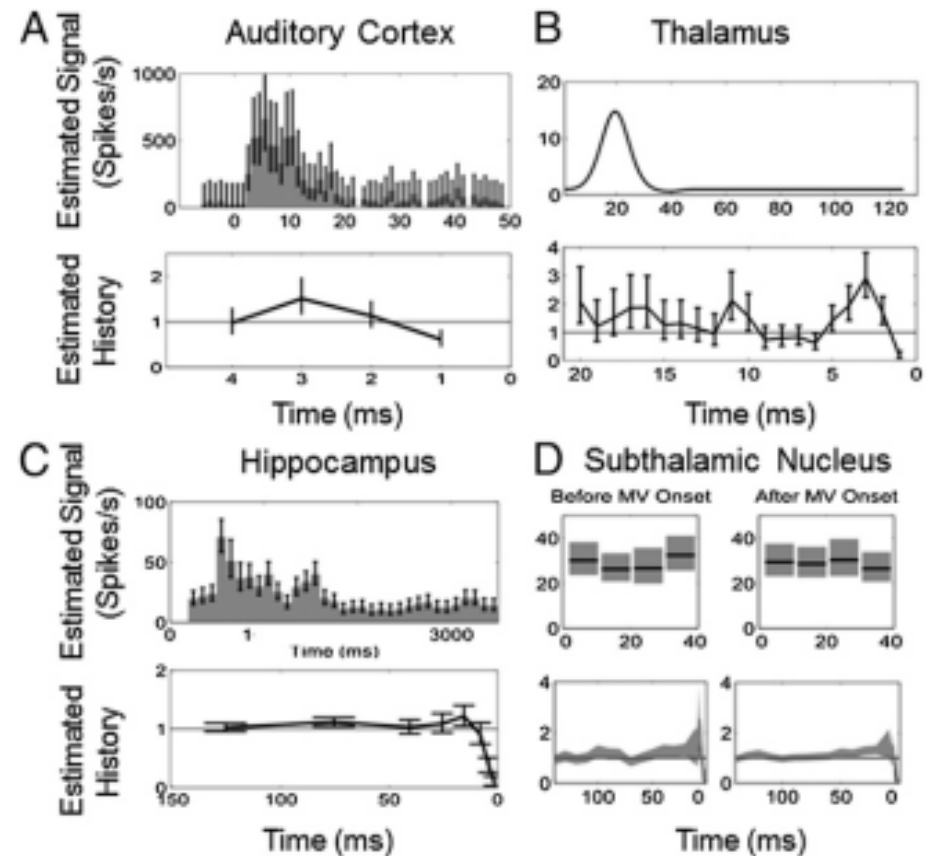 A Auditory Cortex
Estimated Signal
(Spikes/s)
1000
500
0
0 10 20 30 40 50
Estimated
History
2
1
0
4 3 2 1 0
Time (ms)
B Thalamus
20
10
0
20 40 60 80 100 120
4
3
2
1
0
20 15 10 5 0
Time (ms)
C Hippocampus
Estimated Signal
(Spikes/s)
100
50
0
0 1 3000
Time (ms)
Estimated
History
2
1
0
150 100 50 0
Time (ms)
D Subthalamic Nucleus
Before MV Onset
40
20
0
0 20 40
After MV Onset
40
20
0
0 20 40
4
2
0
100 50 0
4
2
0
100 50 0
Time (ms)